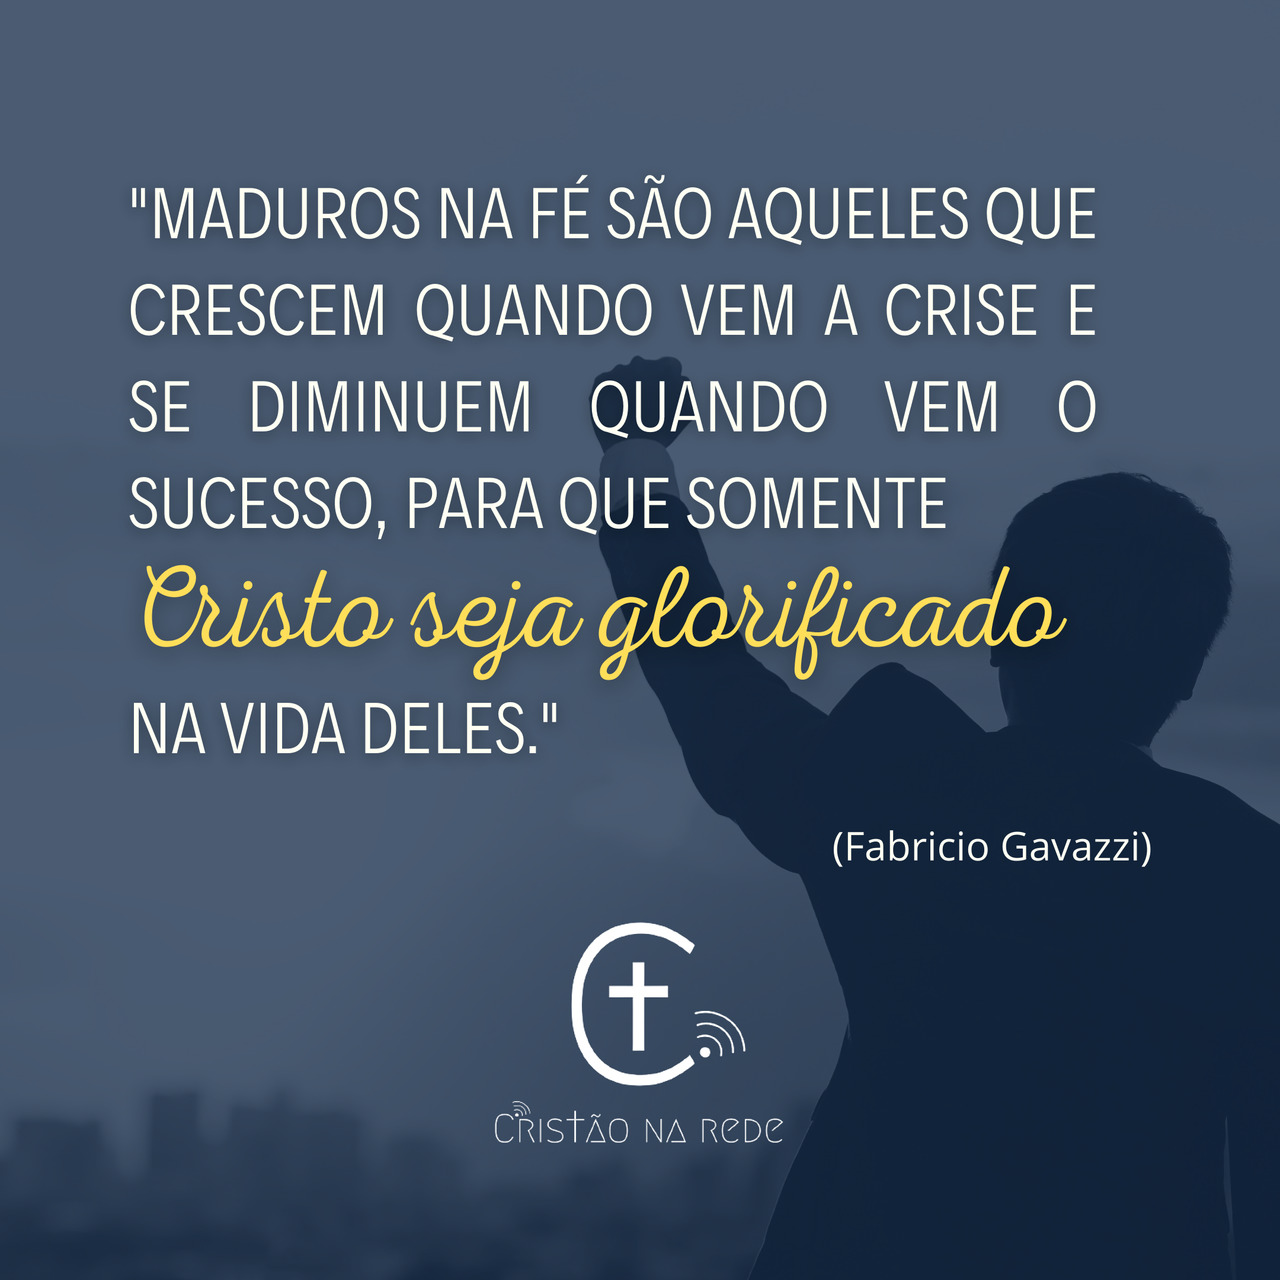 "MADUROS NA FÉ SÃO AQUELES QUE
CRESCEM QUANDO VEM A CRISE E
SE DIMINUEM QUANDO VEM O
SUCESSO, PARA QUE SOMENTE
Cristo seja glorificado
NA VIDA DELES."
(Fabricio Gavazzi)
CRISTÃO NA REDE